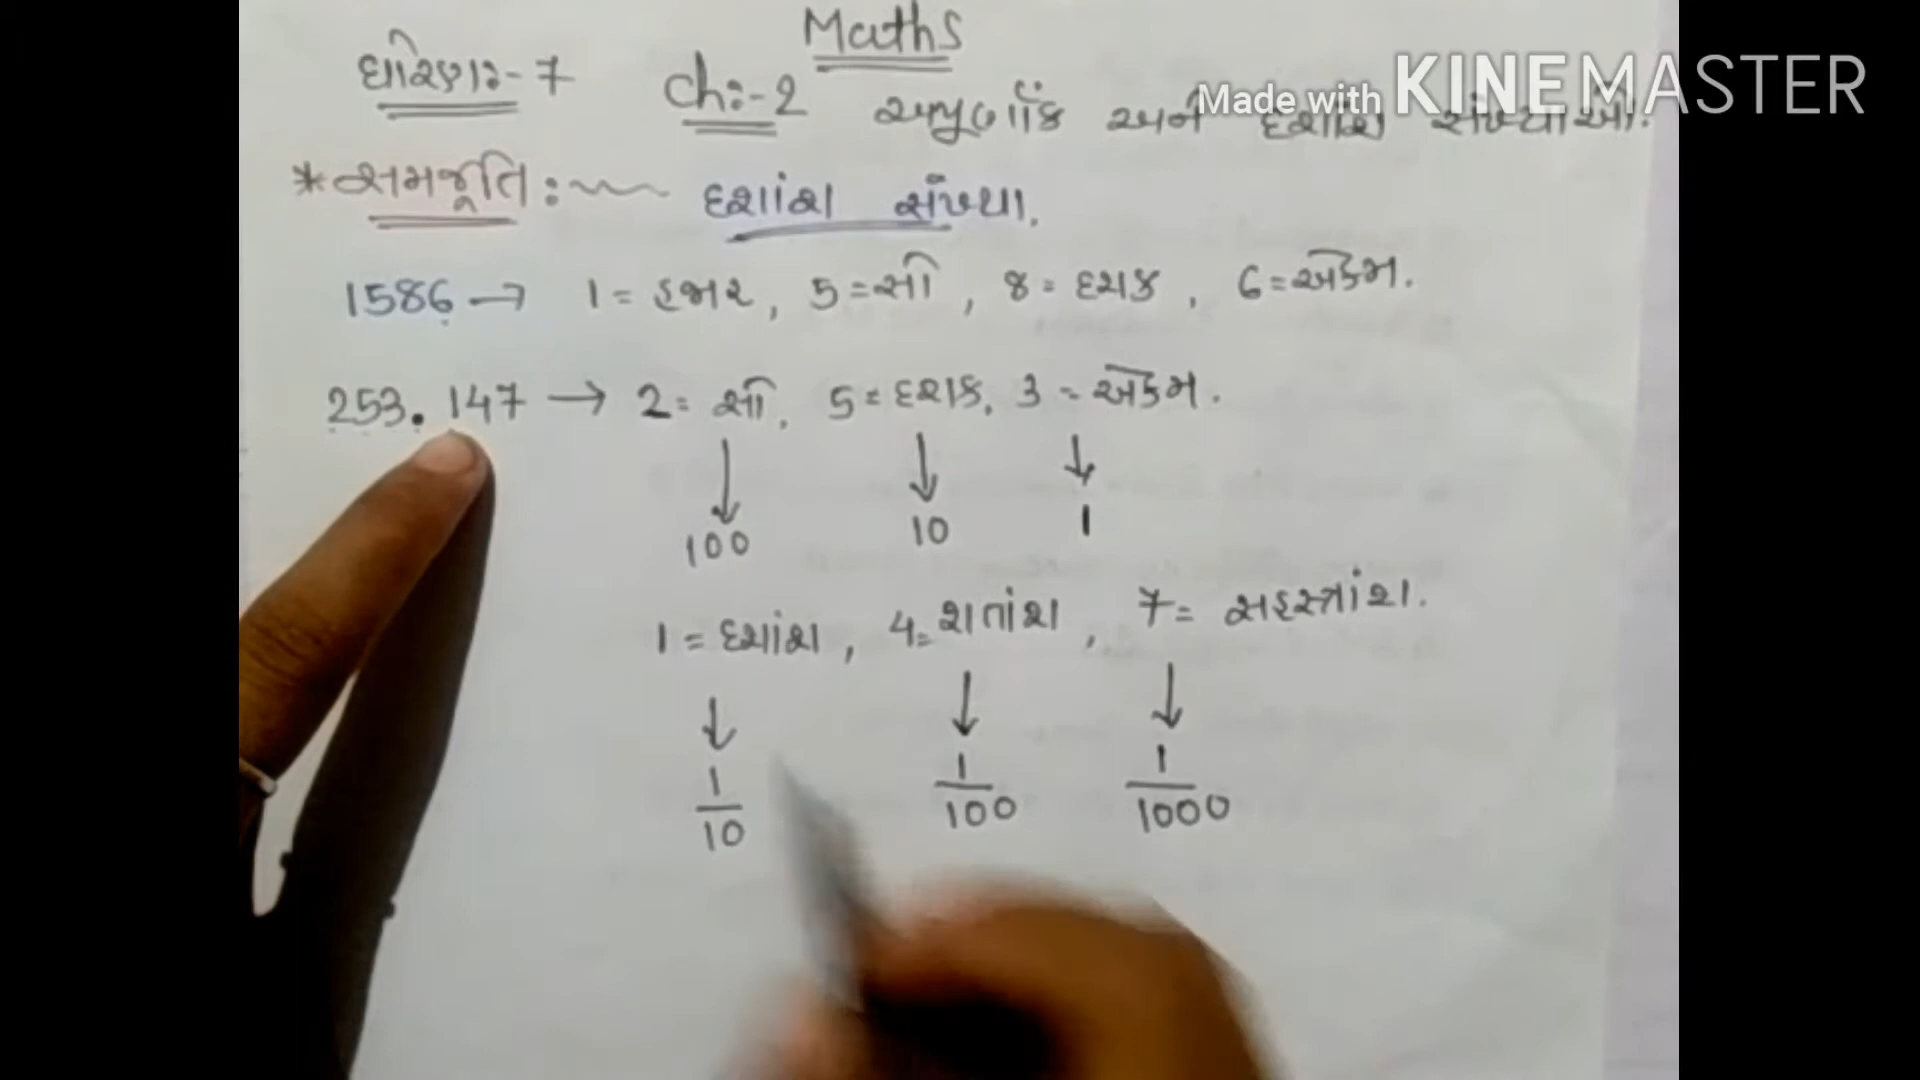 Maths
ધોરણઃ- 7 Ch:- 2 અપૂર્ણાંક અને દશાંશ સંખ્યાઓ.
Made with KINEMASTER
* સમજૂતિ : દશાંશ સંખ્યા.
1586 → 1 = હજાર, 5 = સો, 8 = દશક, 6 = એકમ.
253.147 → 2 = સો, 5 = દશક, 3 = એકમ.
↓ ↓ ↓
100 10 1
1 = દશાંશ, 4 = શતાંશ, 7 = સહસ્ત્રાંશ.
↓ ↓ ↓
1/10 1/100 1/1000